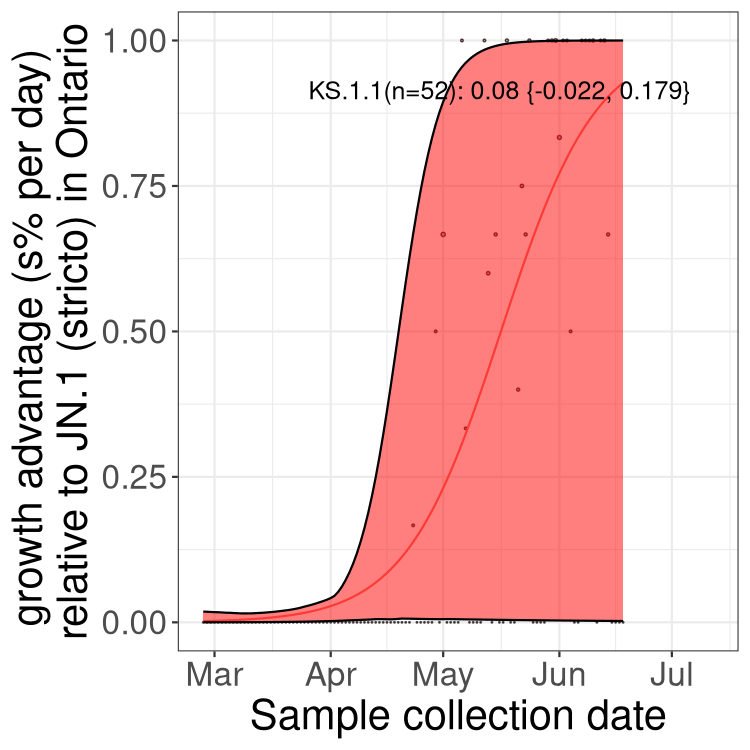 growth advantage (s% per day)
relative to JN.1 (stricto) in Ontario
1.00
0.75
0.50
0.25
0.00
KS.1.1(n=52): 0.08 {-0.022, 0.179}
Mar Apr May Jun Jul
Sample collection date